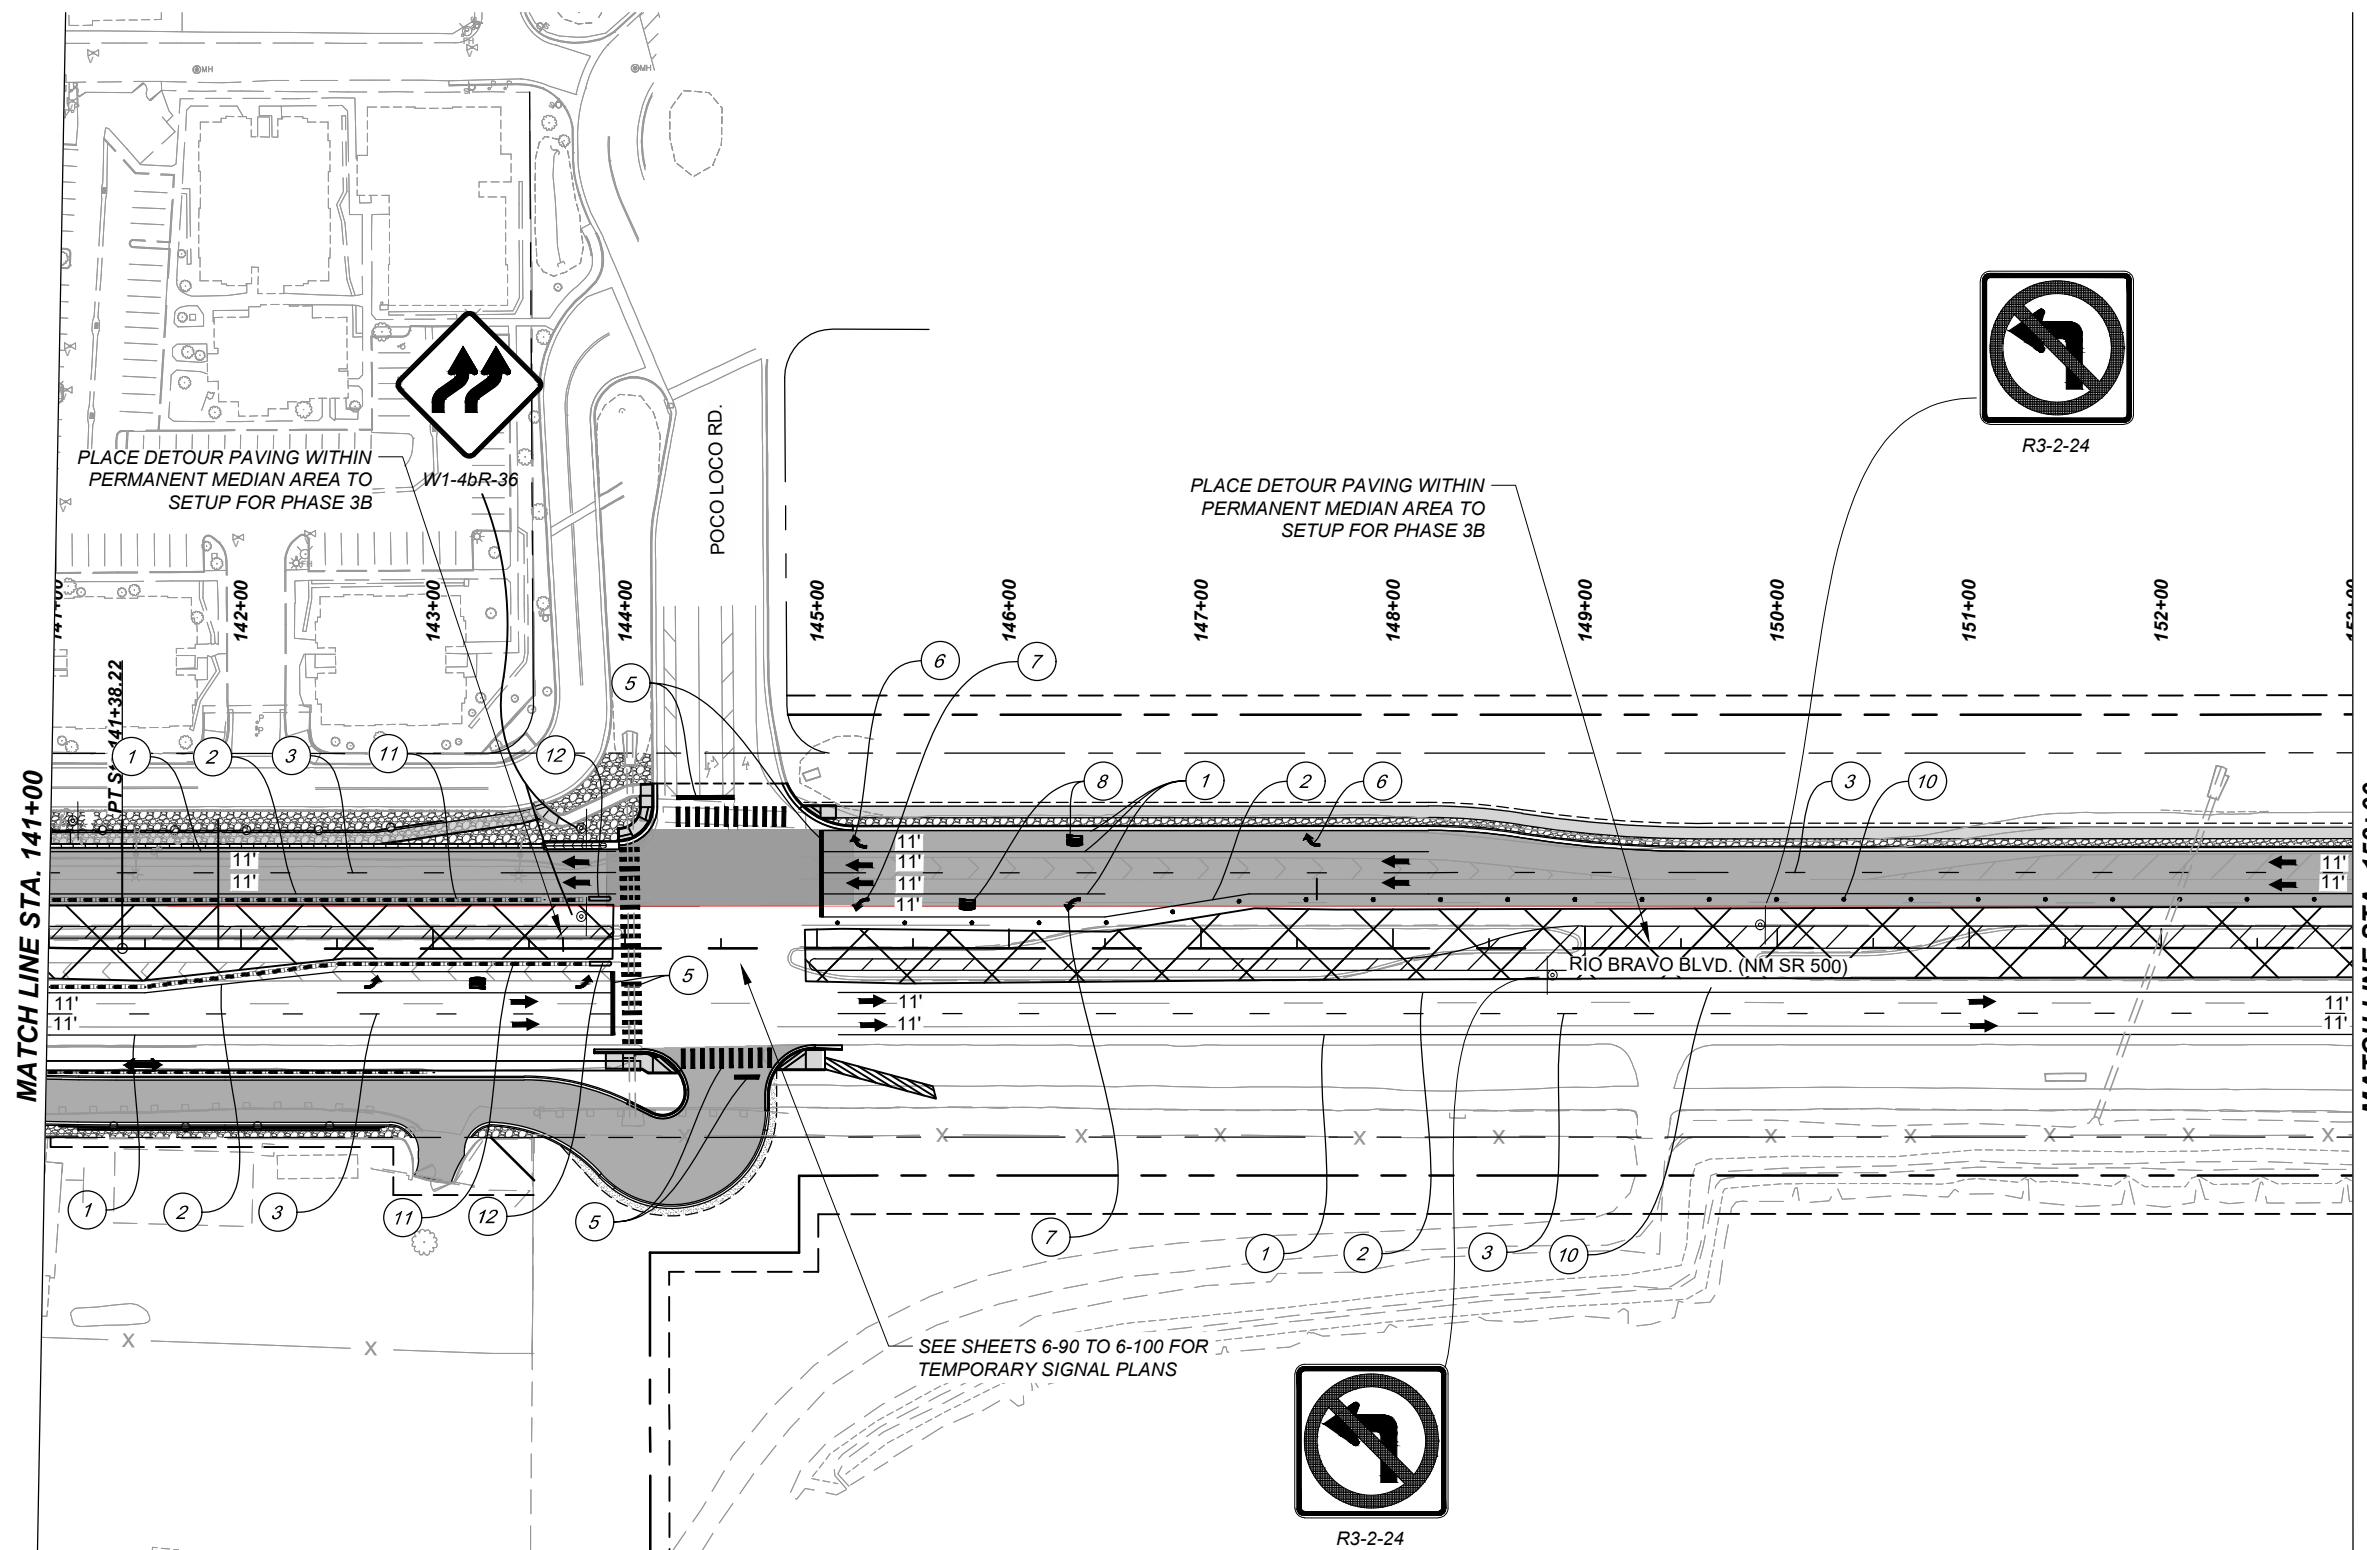 MH
MH
R3-2-24
PLACE DETOUR PAVING WITHIN
PERMANENT MEDIAN AREA TO
SETUP FOR PHASE 3B
W1-4bR-36
POCO LOCO RD.
PLACE DETOUR PAVING WITHIN
PERMANENT MEDIAN AREA TO
SETUP FOR PHASE 3B
141+00
142+00
143+00
144+00
145+00
146+00
147+00
148+00
149+00
150+00
151+00
152+00
PT S 141+38.22
5
6
7
1
2
3
11
12
8
1
2
6
3
10
MATCH LINE STA. 141+00
11'
11'
11'
11'
11'
11'
11'
11'
5
RIO BRAVO BLVD. (NM SR 500)
11'
11'
11'
11'
11'
11'
X
X
X
X
X
X
X
X
X
X
1
2
3
11
12
5
7
1
2
3
10
X
X
SEE SHEETS 6-90 TO 6-100 FOR
TEMPORARY SIGNAL PLANS
R3-2-24